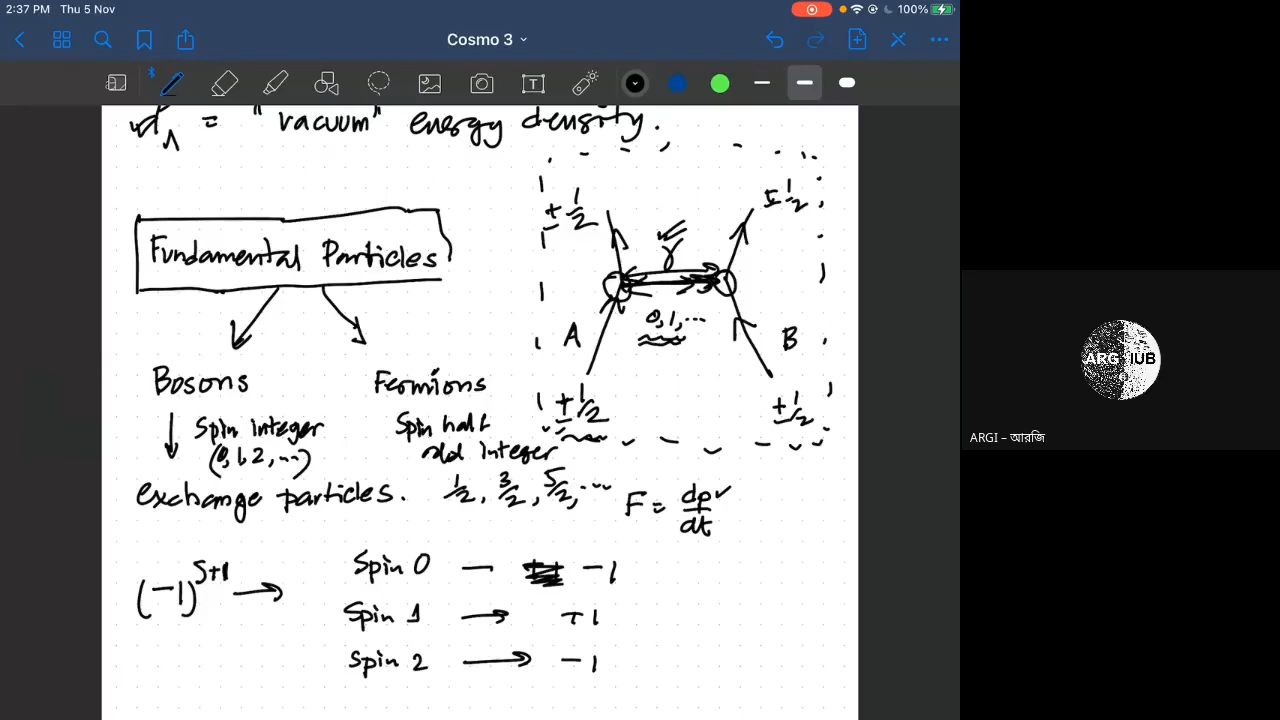 2:37 PM Thu 5 Nov
100%
Cosmo 3
Λ = "vacuum" energy density.
Fundamental Particles
Bosons
Fermions
Spin integer
(0, 1, 2, ...)
Spin half
odd integer
exchange particles.
1/2, 3/2, 5/2, ...
+ 1/2
± 1/2
γ
0, 1, ...
A
B
+ 1/2
+ 1/2
F = dp/dt
(-1)^S+1 →
Spin 0 — -1
Spin 1 → +1
Spin 2 → -1
ARG IUB
ARGI – আরজি